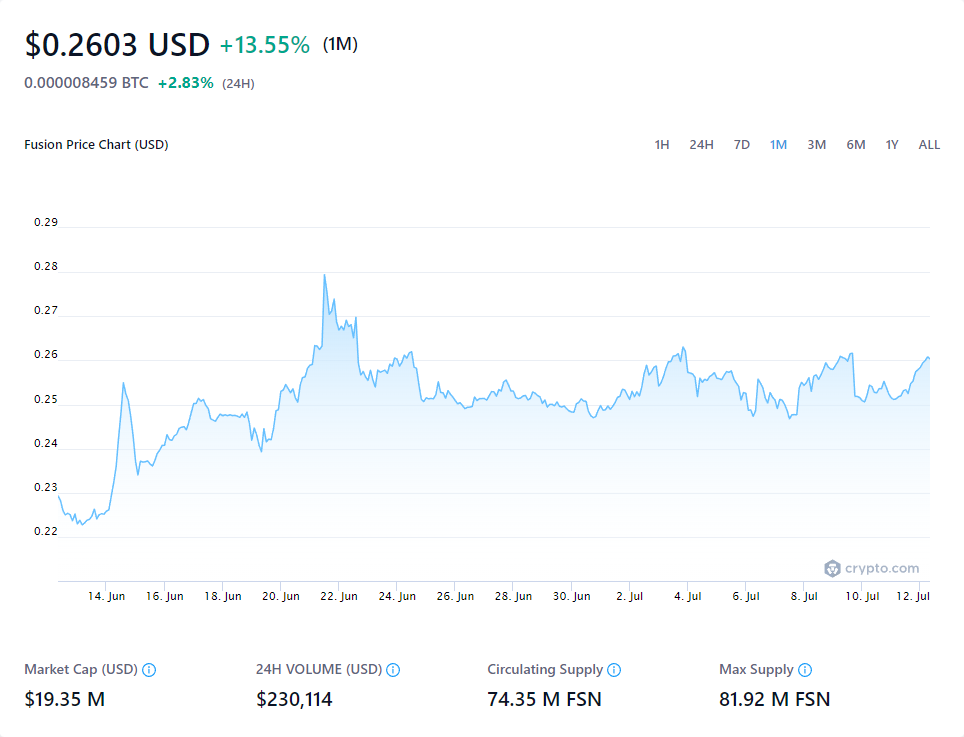 $0.2603 USD +13.55% (1M)
0.000008459 BTC +2.83% (24H)
Fusion Price Chart (USD) 1H 24H 7D 1M 3M 6M 1Y ALL
0.29
0.28
0.27
0.26
0.25
0.24
0.23
0.22
crypto.com
14. Jun 16. Jun 18. Jun 20. Jun 22. Jun 24. Jun 26. Jun 28. Jun 30. Jun 2. Jul 4. Jul 6. Jul 8. Jul 10. Jul 12. Jul
Market Cap (USD) 24H VOLUME (USD) Circulating Supply Max Supply
$19.35 M $230,114 74.35 M FSN 81.92 M FSN